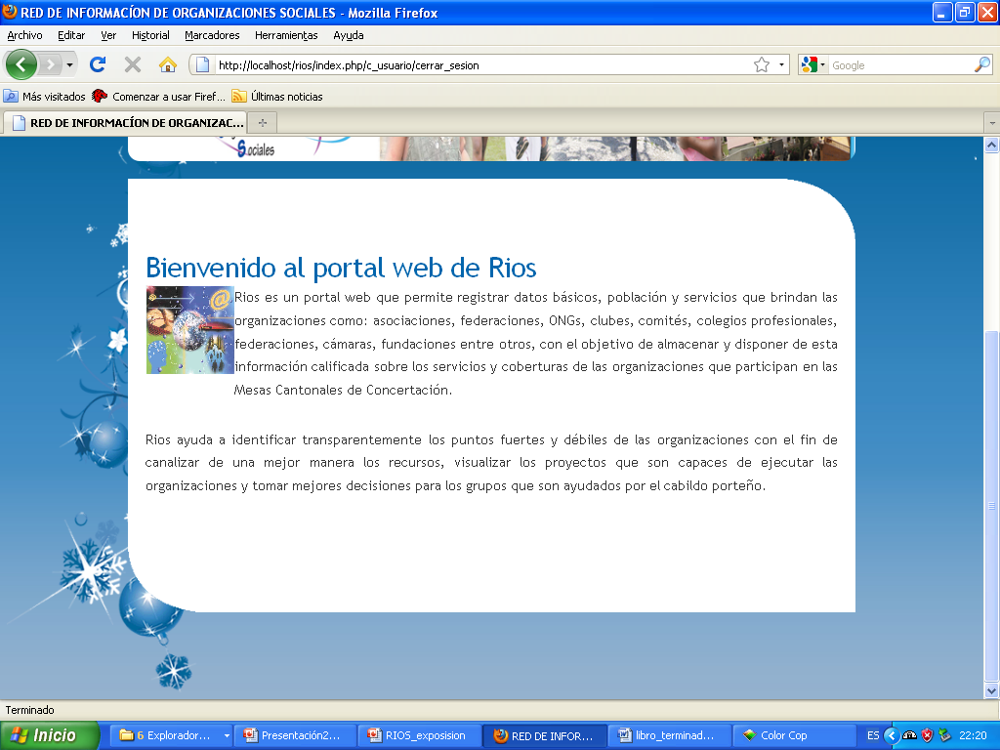 RED DE INFORMACÍON DE ORGANIZACIONES SOCIALES - Mozilla Firefox
Archivo Editar Ver Historial Marcadores Herramientas Ayuda
http://localhost/rios/index.php/c_usuario/cerrar_sesion
Google
Más visitados Comenzar a usar Firef... Últimas noticias
RED DE INFORMACÍON DE ORGANIZAC...
Sociales
Bienvenido al portal web de Rios
Rios es un portal web que permite registrar datos básicos, población y servicios que brindan las
organizaciones como: asociaciones, federaciones, ONGs, clubes, comités, colegios profesionales,
federaciones, cámaras, fundaciones entre otros, con el objetivo de almacenar y disponer de esta
información calificada sobre los servicios y coberturas de las organizaciones que participan en las
Mesas Cantonales de Concertación.
Rios ayuda a identificar transparentemente los puntos fuertes y débiles de las organizaciones con el fin de
canalizar de una mejor manera los recursos, visualizar los proyectos que son capaces de ejecutar las
organizaciones y tomar mejores decisiones para los grupos que son ayudados por el cabildo porteño.
Terminado
Inicio 6 Explorador... Presentación2... RIOS_exposision RED DE INFOR... libro_terminad... Color Cop ES 22:20